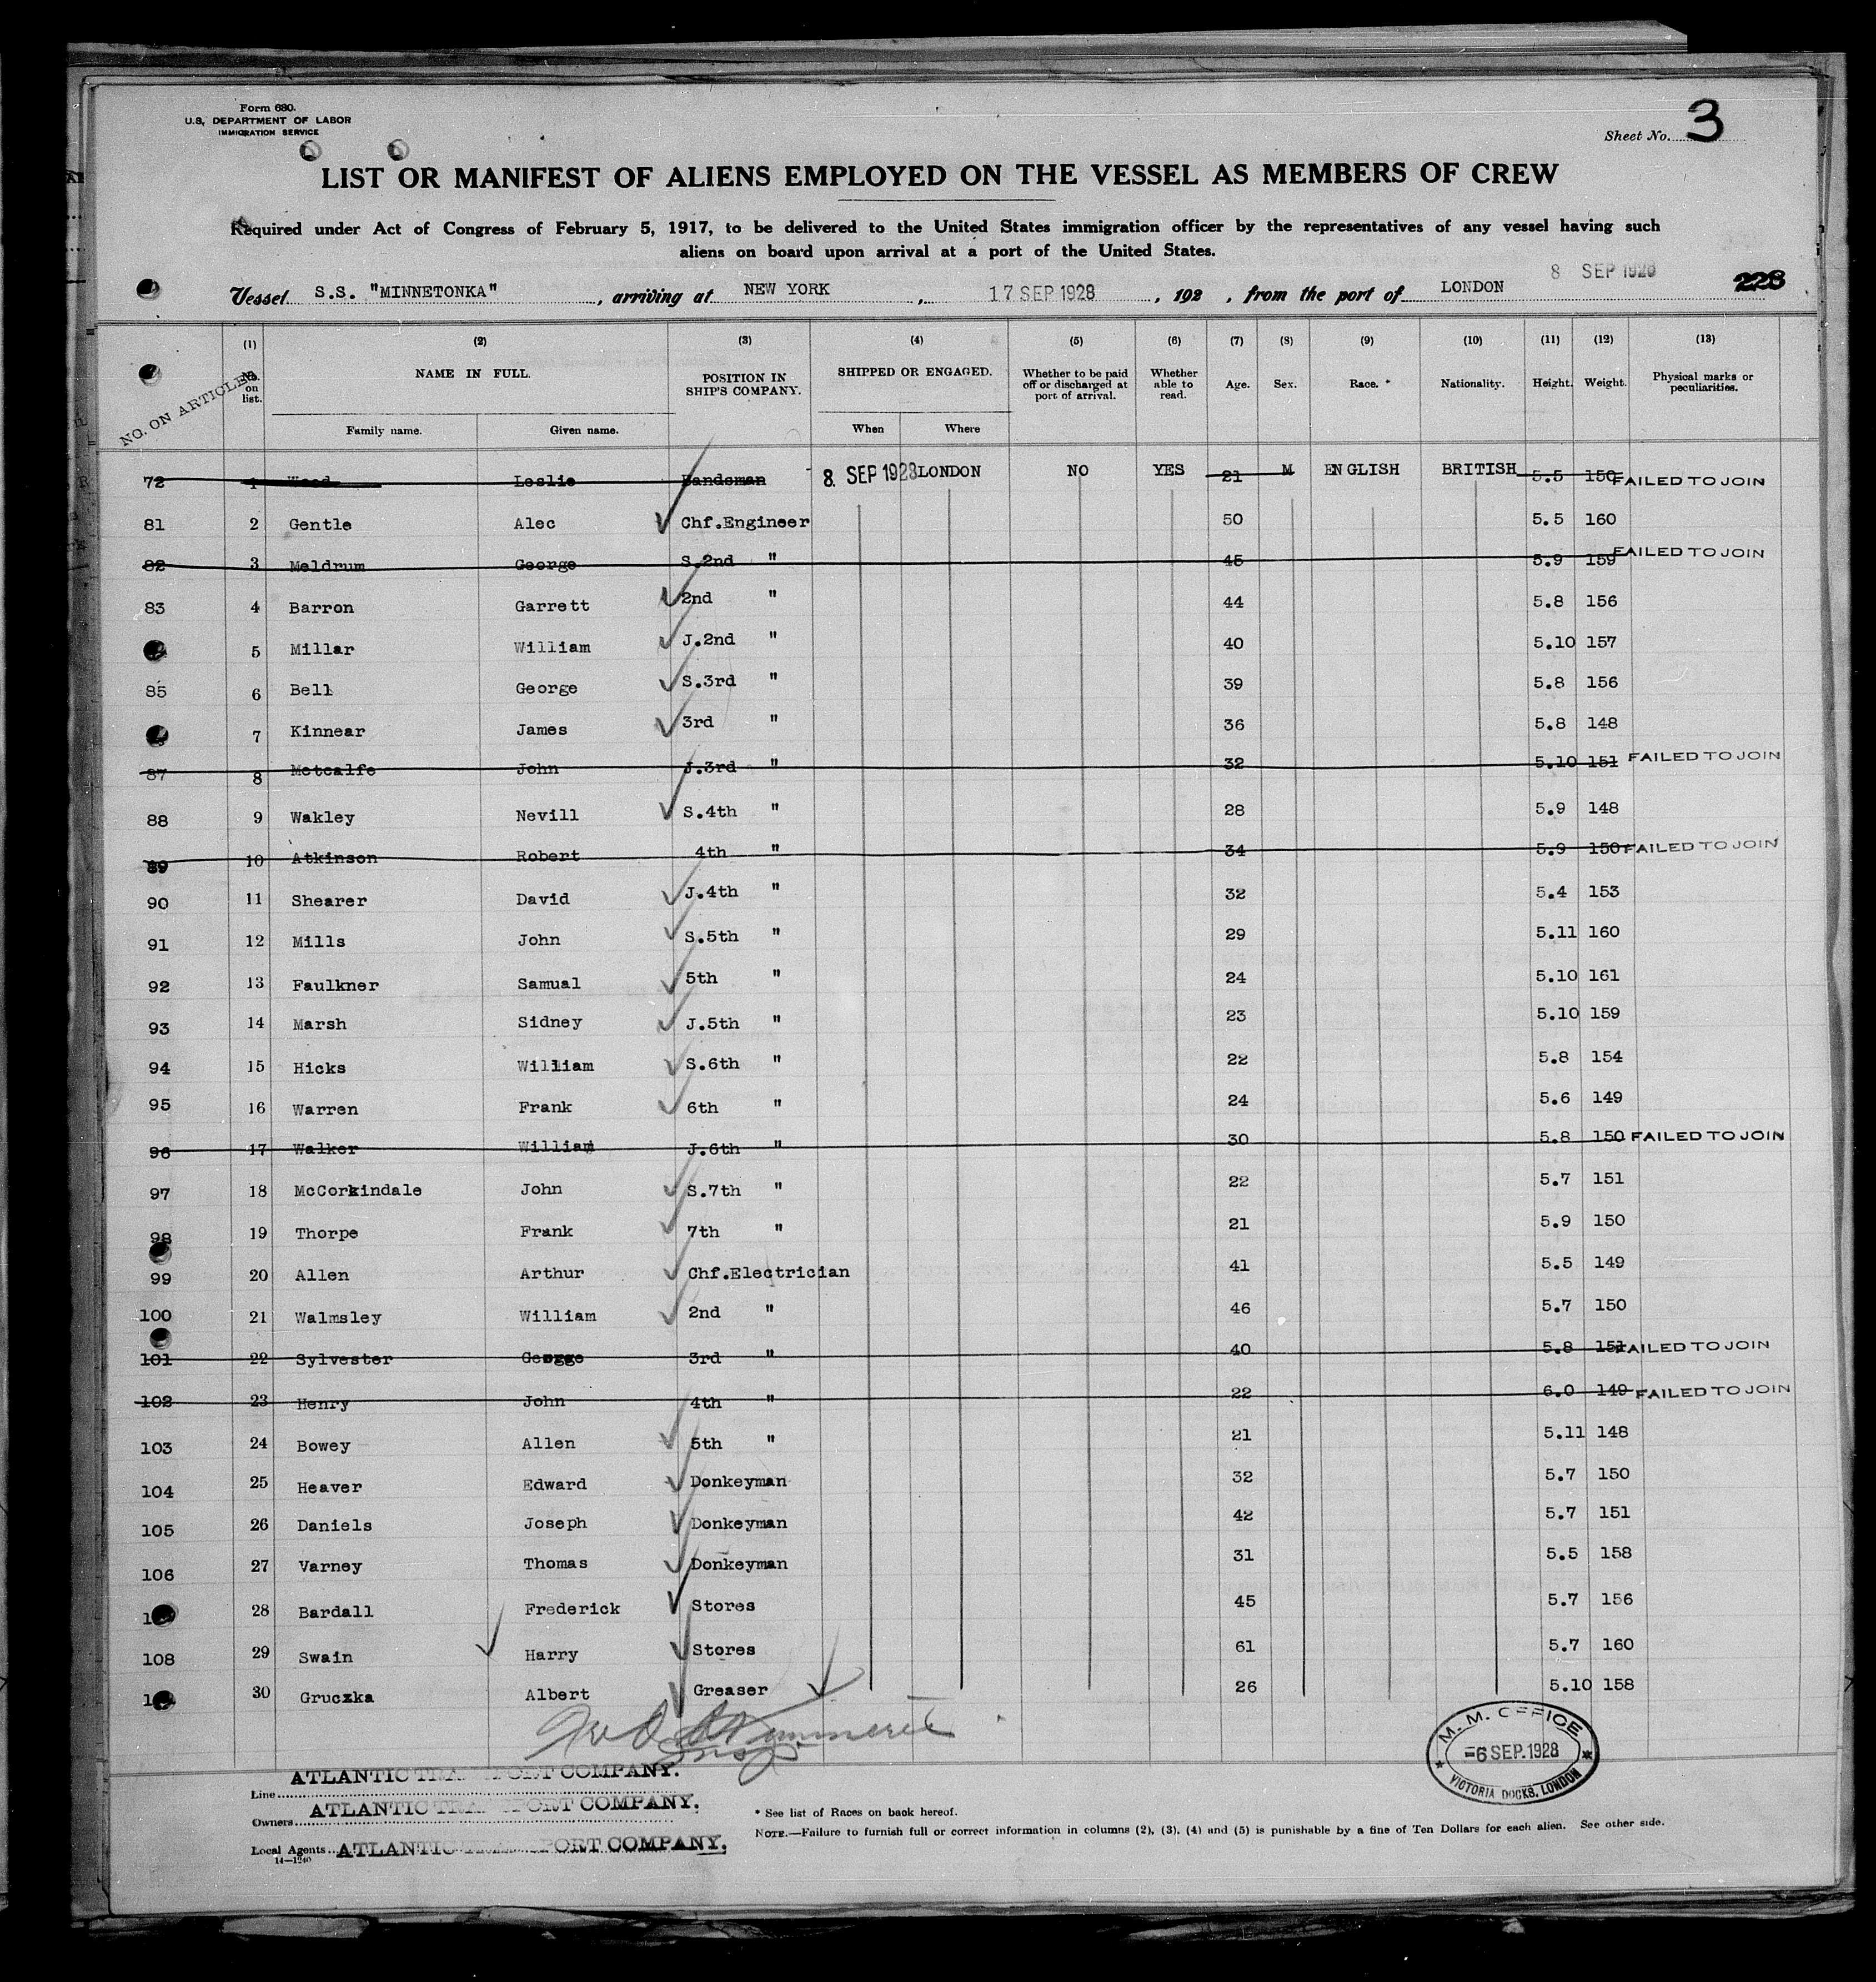 Form 680.
U.S. DEPARTMENT OF LABOR
IMMIGRATION SERVICE
Sheet No. 3
LIST OR MANIFEST OF ALIENS EMPLOYED ON THE VESSEL AS MEMBERS OF CREW
Required under Act of Congress of February 5, 1917, to be delivered to the United States immigration officer by the representatives of any vessel having such
aliens on board upon arrival at a port of the United States.
8 SEP 1928
Vessel S.S. "MINNETONKA", arriving at NEW YORK, 17 SEP 1928, 192 , from the port of LONDON 228
(1) (2) (3) (4) (5) (6) (7) (8) (9) (10) (11) (12) (13)
NO. ON ARTICLES No. on list. NAME IN FULL. POSITION IN SHIP'S COMPANY. SHIPPED OR ENGAGED. Whether to be paid off or discharged at port of arrival. Whether able to read. Age. Sex. Race. * Nationality. Height. Weight. Physical marks or peculiarities.
Family name. Given name. When Where
72 1 Wood Leslie Bandsman 8 SEP 1928 LONDON NO YES 21 M ENGLISH BRITISH 5.5 150 FAILED TO JOIN
81 2 Gentle Alec Chf.Engineer 50 5.5 160
82 3 Meldrum George S.2nd " 45 5.9 159 FAILED TO JOIN
83 4 Barron Garrett 2nd " 44 5.8 156
5 Millar William J.2nd " 40 5.10 157
85 6 Bell George S.3rd " 39 5.8 156
7 Kinnear James 3rd " 36 5.8 148
87 8 Metcalfe John J.3rd " 32 5.10 151 FAILED TO JOIN
88 9 Wakley Nevill S.4th " 28 5.9 148
89 10 Atkinson Robert 4th " 34 5.9 150 FAILED TO JOIN
90 11 Shearer David J.4th " 32 5.4 153
91 12 Mills John S.5th " 29 5.11 160
92 13 Faulkner Samual 5th " 24 5.10 161
93 14 Marsh Sidney J.5th " 23 5.10 159
94 15 Hicks William S.6th " 22 5.8 154
95 16 Warren Frank 6th " 24 5.6 149
96 17 Walker William J.6th " 30 5.8 150 FAILED TO JOIN
97 18 McCorkindale John S.7th " 22 5.7 151
98 19 Thorpe Frank 7th " 21 5.9 150
99 20 Allen Arthur Chf.Electrician 41 5.5 149
100 21 Walmsley William 2nd " 46 5.7 150
101 22 Sylvester George 3rd " 40 5.8 151 FAILED TO JOIN
102 23 Henry John 4th " 22 6.0 149 FAILED TO JOIN
103 24 Bowey Allen 5th " 21 5.11 148
104 25 Heaver Edward Donkeyman 32 5.7 150
105 26 Daniels Joseph Donkeyman 42 5.7 151
106 27 Varney Thomas Donkeyman 31 5.5 158
28 Bardall Frederick Stores 45 5.7 156
108 29 Swain Harry Stores 61 5.7 160
30 Gruczka Albert Greaser 26 5.10 158
M. M. OFFICE
-6 SEP.1928
VICTORIA DOCKS, LONDON
Line ATLANTIC TRANSPORT COMPANY.
Owners ATLANTIC TRANSPORT COMPANY.
Local Agents ATLANTIC TRANSPORT COMPANY.
14-1240
* See list of Races on back hereof.
NOTE.—Failure to furnish full or correct information in columns (2), (3), (4) and (5) is punishable by a fine of Ten Dollars for each alien. See other side.